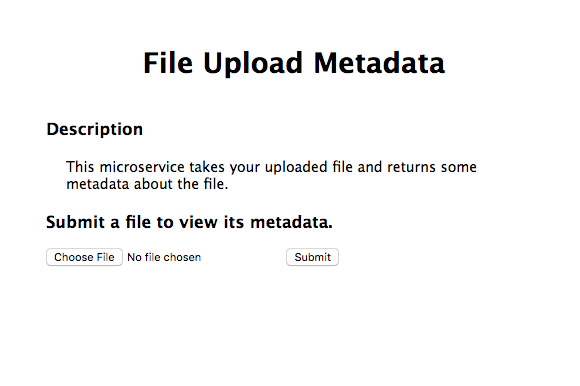 File Upload Metadata
Description
This microservice takes your uploaded file and returns some
metadata about the file.
Submit a file to view its metadata.
Choose File No file chosen Submit